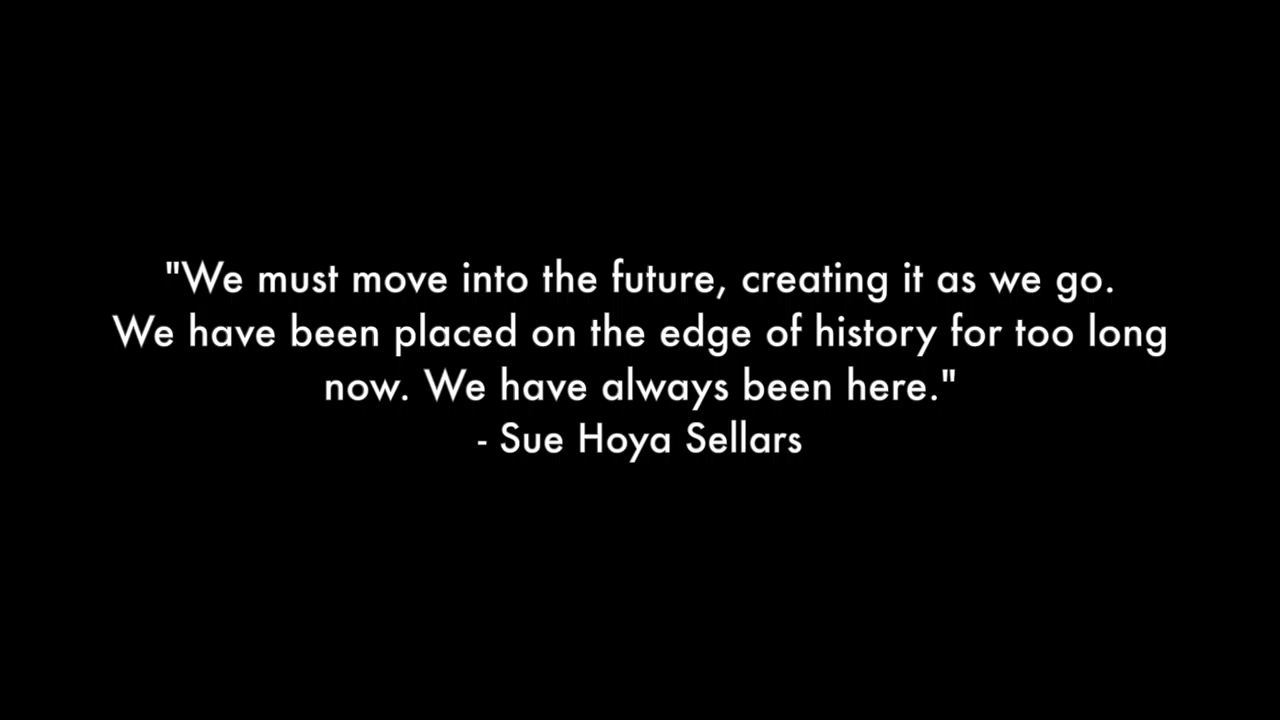 "We must move into the future, creating it as we go.
We have been placed on the edge of history for too long
now. We have always been here."
- Sue Hoya Sellars